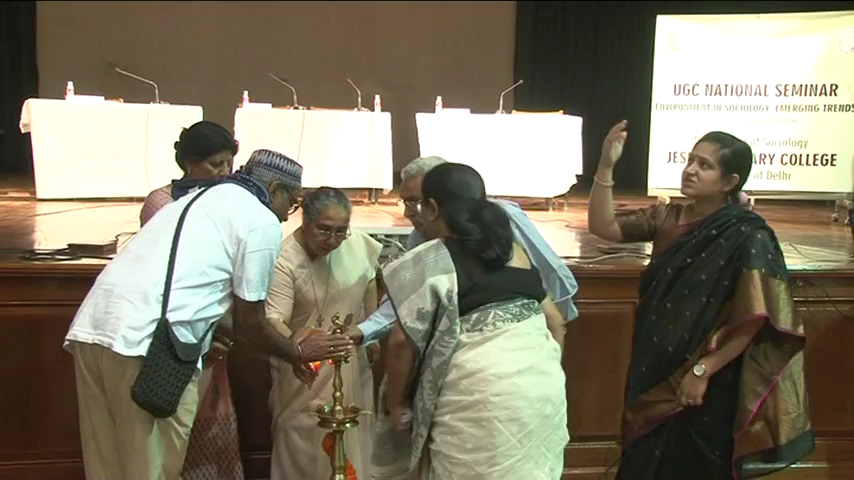 UGC NATIONAL SEMINAR
ENVIRONMENT IN SOCIOLOGY: EMERGING TRENDS
of Sociology
JES ARY COLLEGE
of Delhi